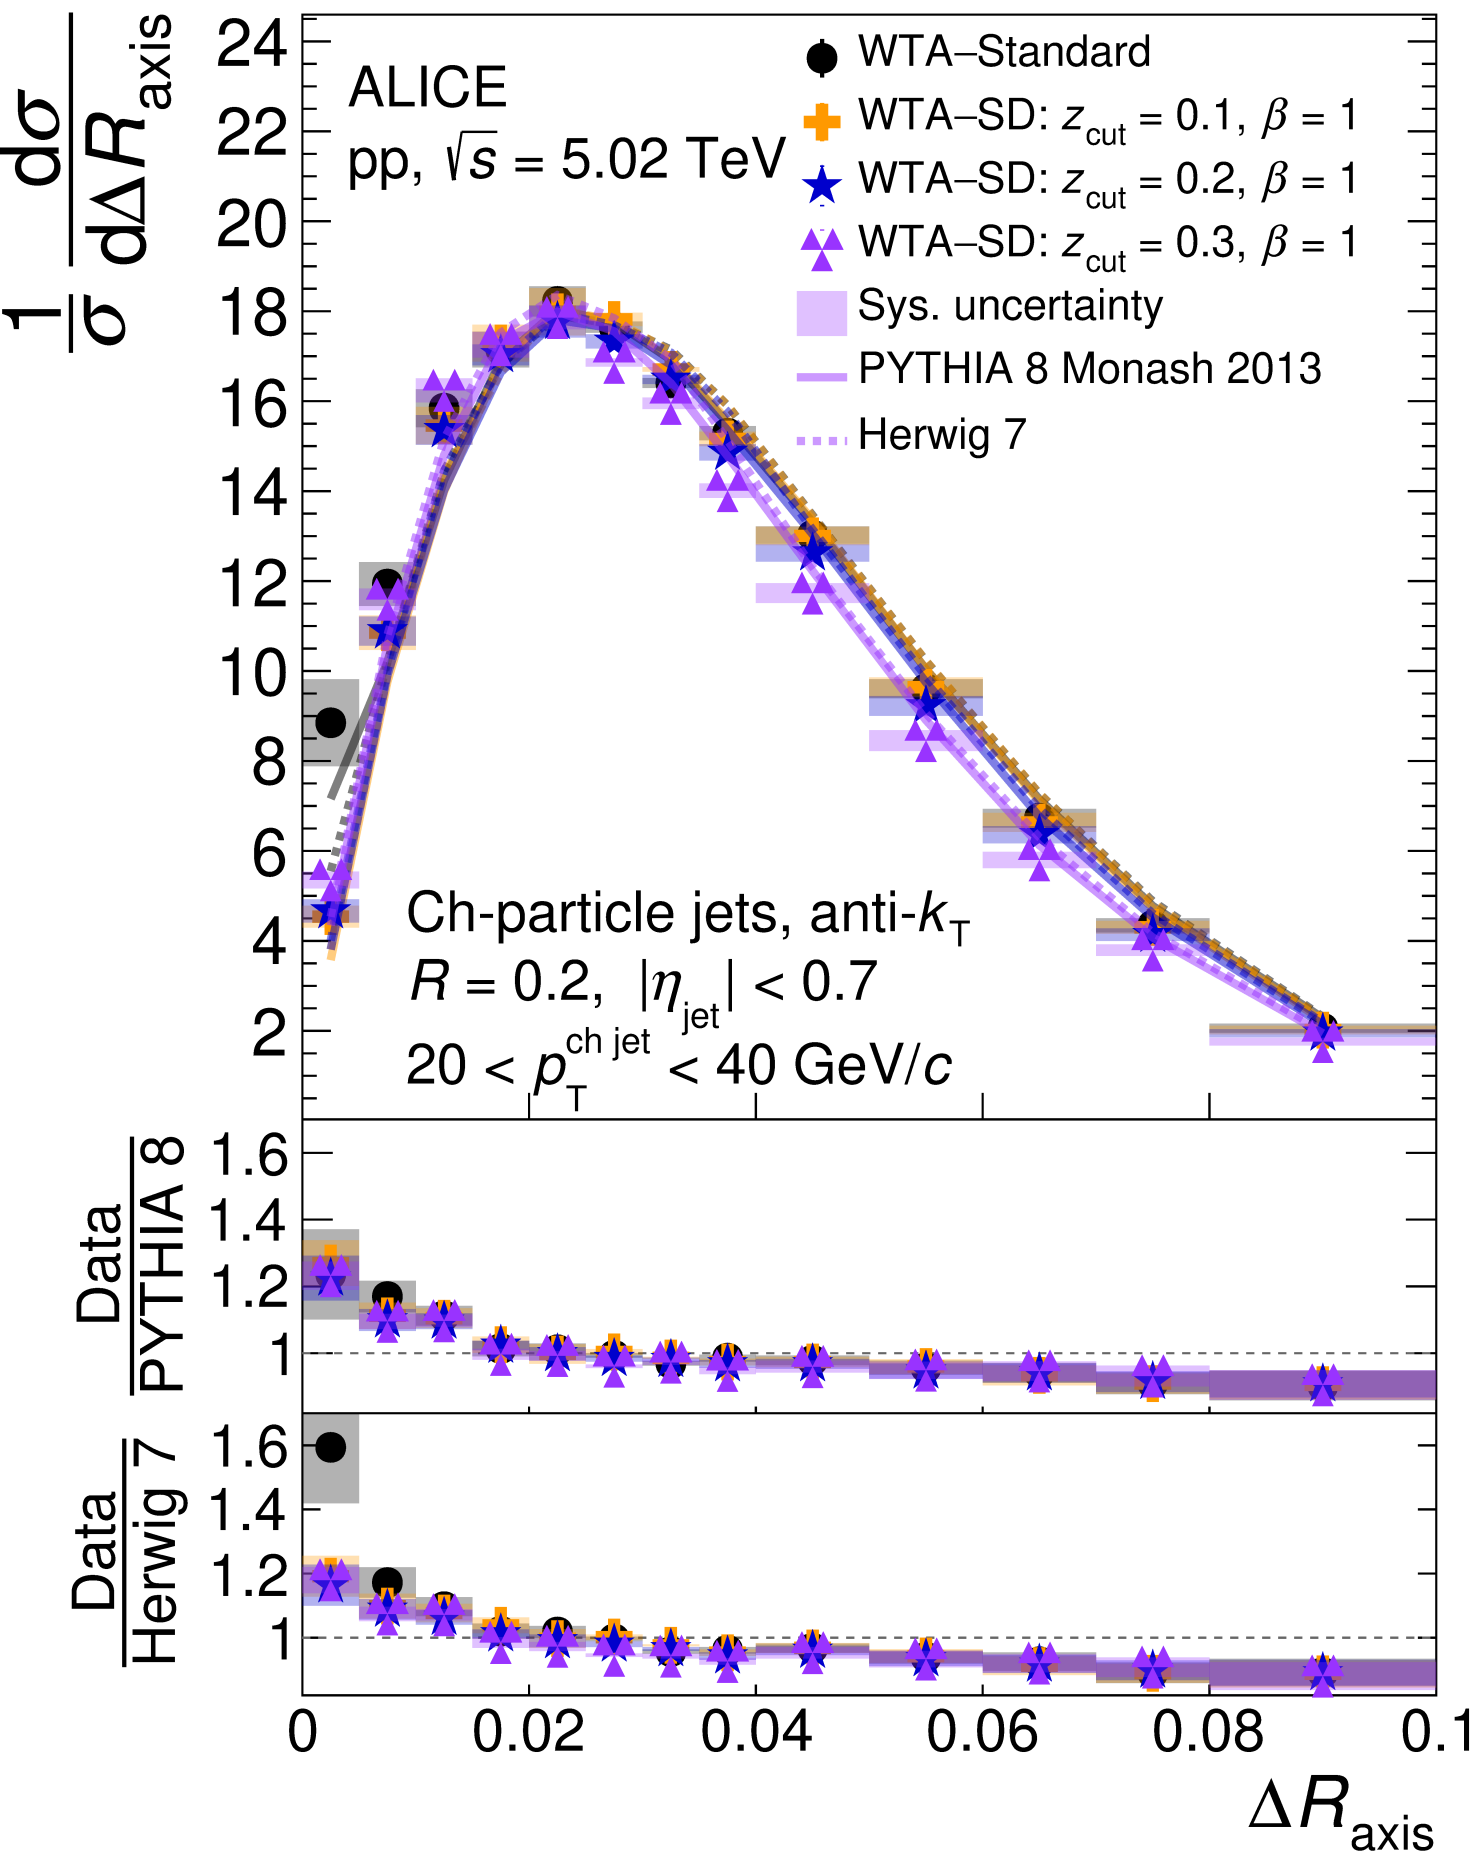 1/σ dσ/dΔR_axis
24
22
20
18
16
14
12
10
8
6
4
2
ALICE
pp, √s = 5.02 TeV
WTA–Standard
WTA–SD: z_cut = 0.1, β = 1
WTA–SD: z_cut = 0.2, β = 1
WTA–SD: z_cut = 0.3, β = 1
Sys. uncertainty
PYTHIA 8 Monash 2013
Herwig 7
Ch-particle jets, anti-k_T
R = 0.2, |η_jet| < 0.7
20 < p_T^ch jet < 40 GeV/c
Data
PYTHIA 8
1.6
1.4
1.2
1
Data
Herwig 7
1.6
1.4
1.2
1
0 0.02 0.04 0.06 0.08 0.1
ΔR_axis